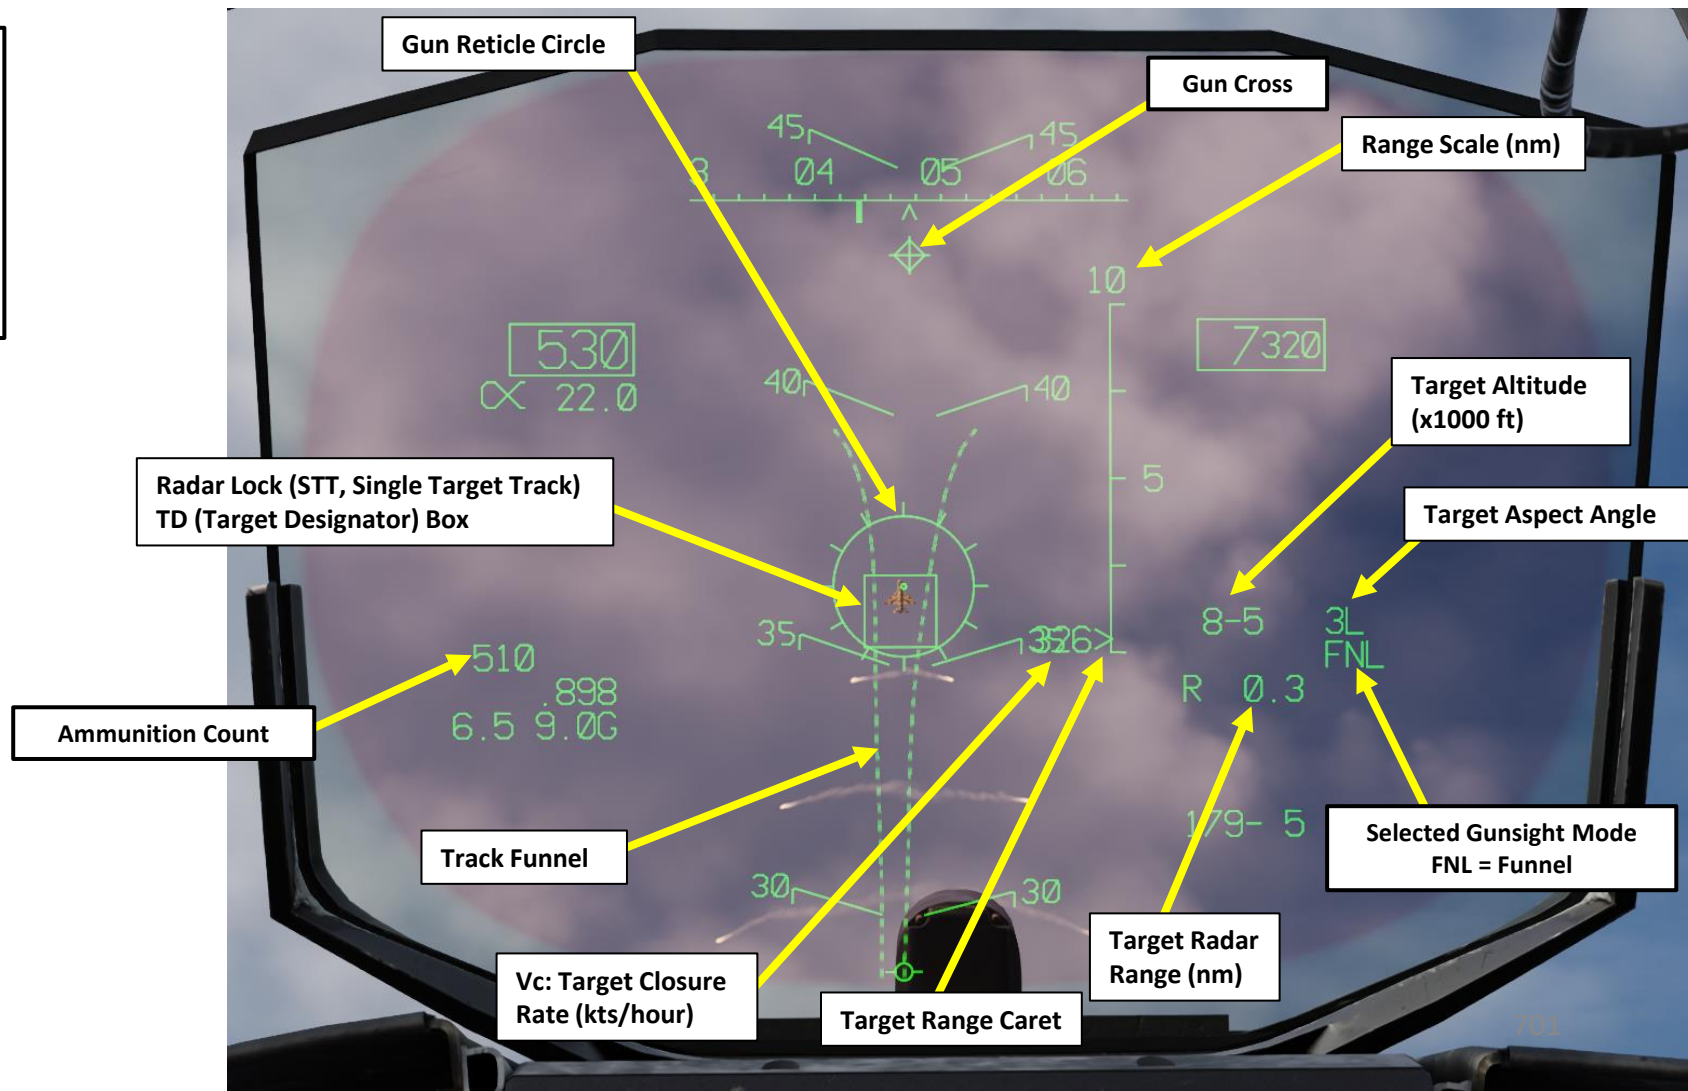 Gun Reticle Circle
Gun Cross
Range Scale (nm)
45 45
3 04 05 06
10
530
α 22.0
7320
40 40
Target Altitude
(x1000 ft)
Radar Lock (STT, Single Target Track)
TD (Target Designator) Box
5
Target Aspect Angle
8-5 3L
FNL
35
326>
510
.898
6.5 9.0G
R 0.3
Ammunition Count
179- 5
Track Funnel
Selected Gunsight Mode
FNL = Funnel
30 30
Vc: Target Closure
Rate (kts/hour)
Target Range Caret
Target Radar
Range (nm)
701